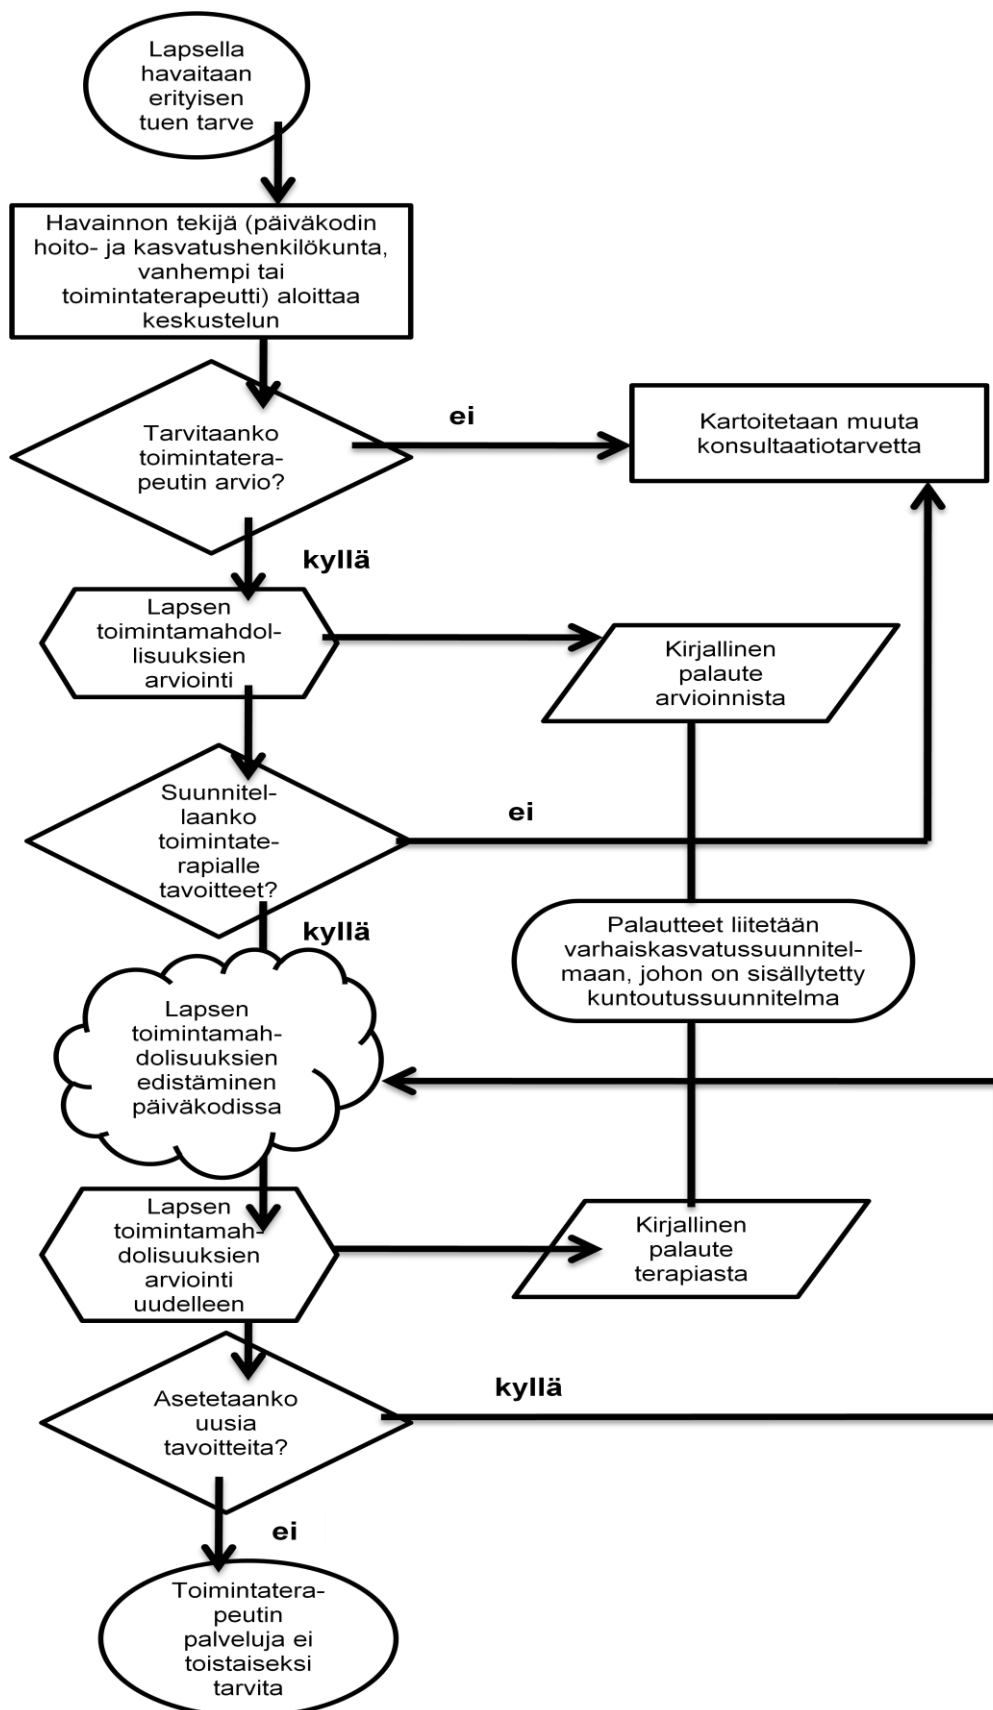 Lapsella
havaitaan
erityisen
tuen tarve
Havainnon tekijä (päiväkodin
hoito- ja kasvatushenkilökunta,
vanhempi tai
toimintaterapeutti) aloittaa
keskustelun
Tarvitaanko
toimintatera-
peutin arvio?
ei
Kartoitetaan muuta
konsultaatiotarvetta
kyllä
Lapsen
toimintamahdol-
lisuuksien
arviointi
Kirjallinen
palaute
arvioinnista
Suunnitel-
laanko
toimintate-
rapialle
tavoitteet?
ei
kyllä
Palautteet liitetään
varhaiskasvatussuunnitel-
maan, johon on sisällytetty
kuntoutussuunnitelma
Lapsen
toimintamah-
dolisuuksien
edistäminen
päiväkodissa
Lapsen
toimintamah-
dolisuuksien
arviointi
uudelleen
Kirjallinen
palaute
terapiasta
Asetetaanko
uusia
tavoitteita?
kyllä
ei
Toimintatera-
peutin
palveluja ei
toistaiseksi
tarvita